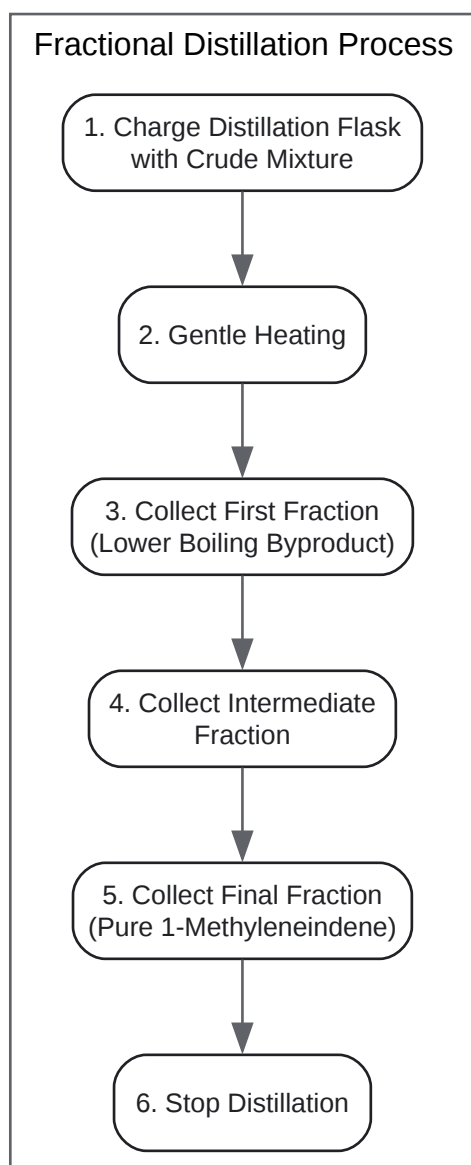 Fractional Distillation Process
1. Charge Distillation Flask
with Crude Mixture
2. Gentle Heating
3. Collect First Fraction
(Lower Boiling Byproduct)
4. Collect Intermediate
Fraction
5. Collect Final Fraction
(Pure 1-Methyleneindene)
6. Stop Distillation